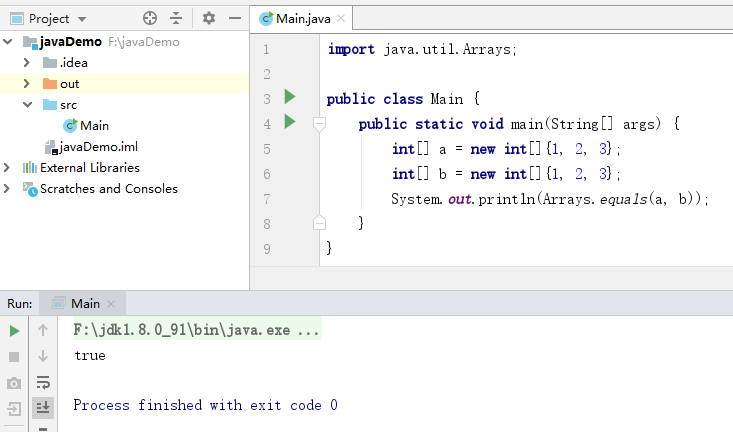 Project
javaDemo F:\javaDemo
.idea
out
src
Main
javaDemo.iml
External Libraries
Scratches and Consoles
Main.java
1 import java.util.Arrays;
2
3 public class Main {
4 public static void main(String[] args) {
5 int[] a = new int[]{1, 2, 3};
6 int[] b = new int[]{1, 2, 3};
7 System.out.println(Arrays.equals(a, b));
8 }
9 }
Run: Main
F:\jdk1.8.0_91\bin\java.exe ...
true
Process finished with exit code 0